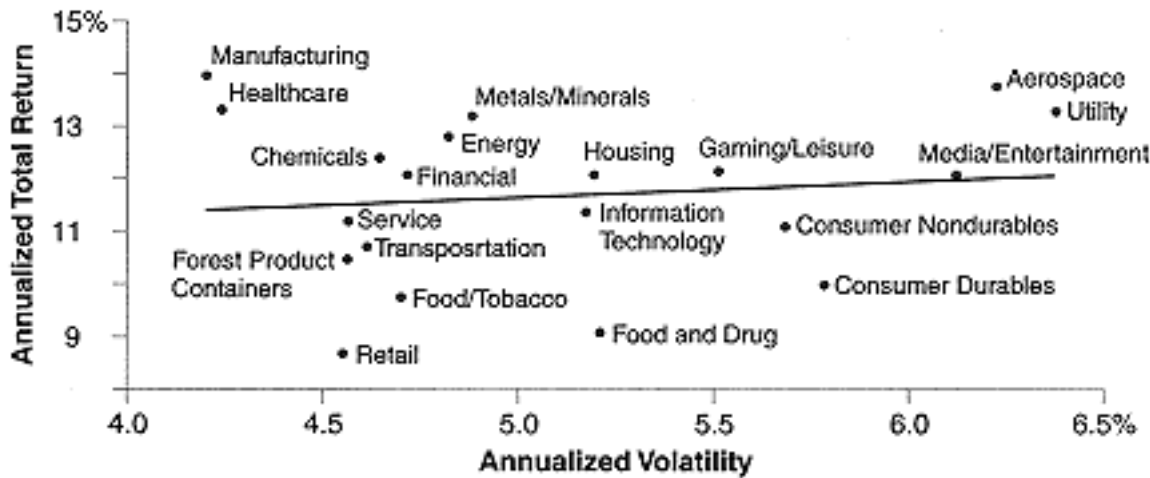 15%
Manufacturing
Aerospace
Healthcare
Metals/Minerals
Utility
13
Energy
Chemicals
Housing
Gaming/Leisure
Media/Entertainment
Financial
11
Service
Information
Technology
Consumer Nondurables
Transposrtation
Forest Product
Containers
Consumer Durables
Food/Tobacco
9
Food and Drug
Retail
Annualized Total Return
4.0 4.5 5.0 5.5 6.0 6.5%
Annualized Volatility